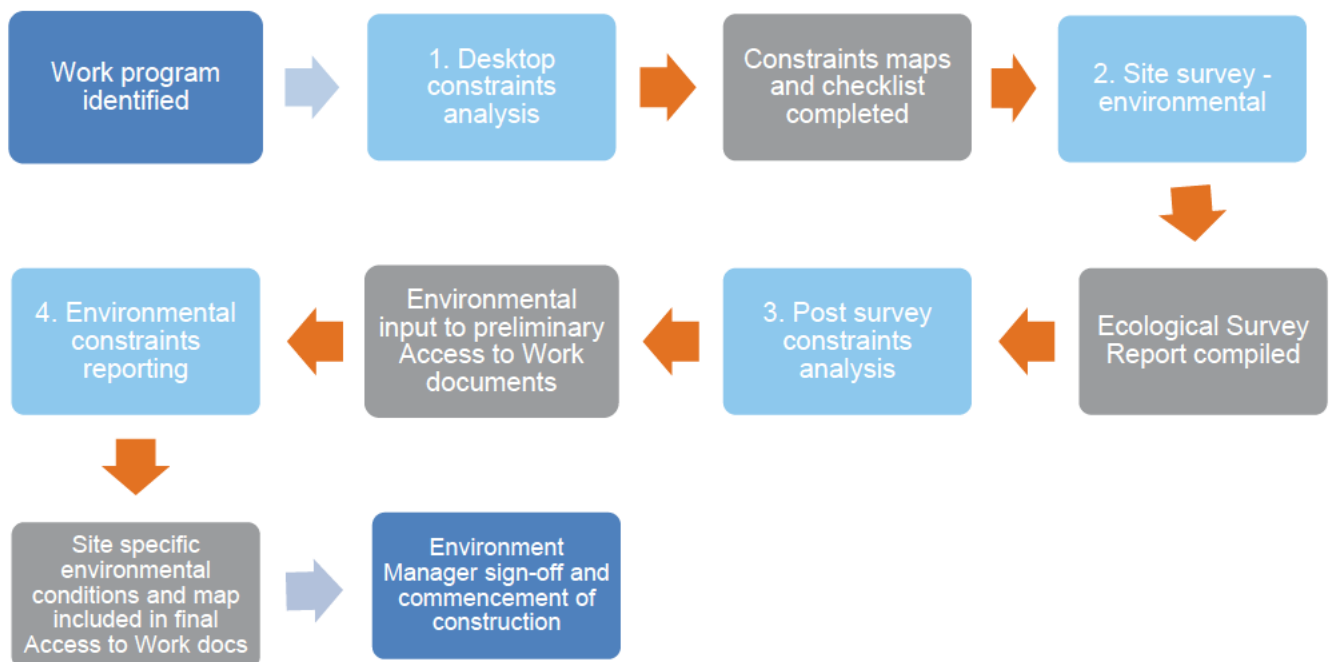 Work program
identified
1. Desktop
constraints
analysis
Constraints maps
and checklist
completed
2. Site survey -
environmental
Ecological Survey
Report compiled
3. Post survey
constraints
analysis
Environmental
input to preliminary
Access to Work
documents
4. Environmental
constraints
reporting
Site specific
environmental
conditions and map
included in final
Access to Work docs
Environment
Manager sign-off and
commencement of
construction